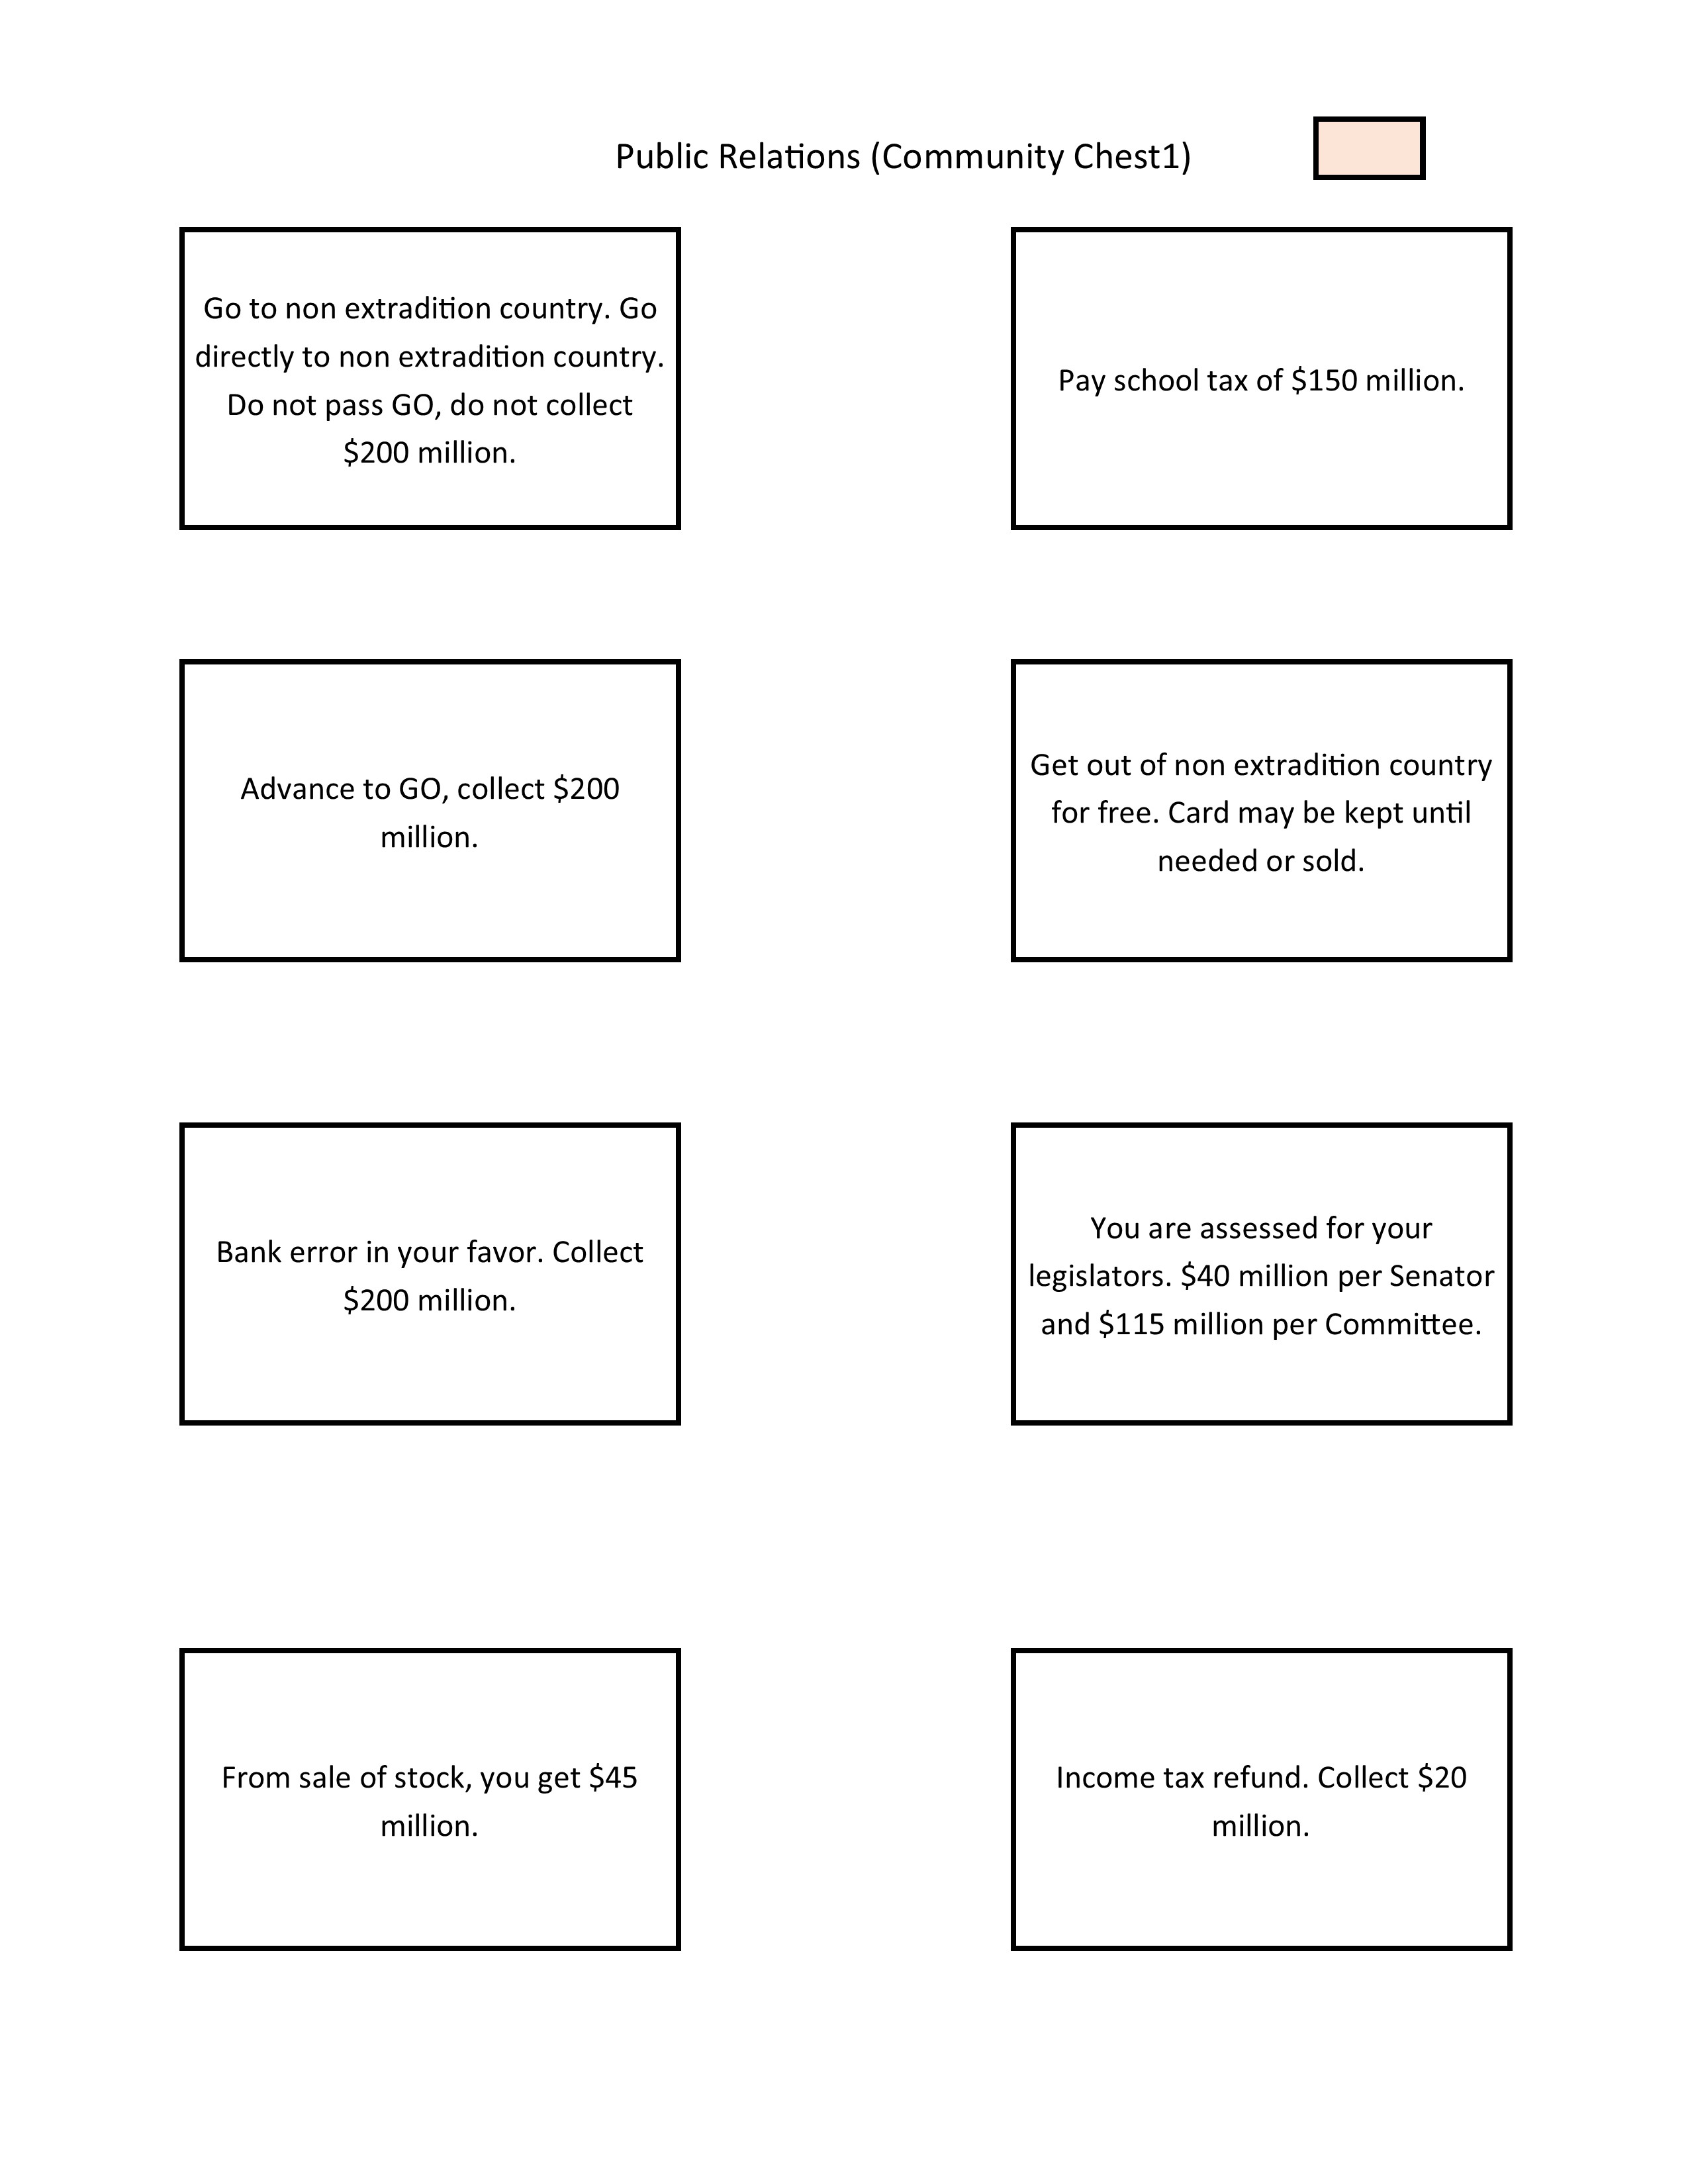 Public Relations (Community Chest1)
Go to non extradition country. Go
directly to non extradition country.
Do not pass GO, do not collect
$200 million.
Pay school tax of $150 million.
Advance to GO, collect $200
million.
Get out of non extradition country
for free. Card may be kept until
needed or sold.
Bank error in your favor. Collect
$200 million.
You are assessed for your
legislators. $40 million per Senator
and $115 million per Committee.
From sale of stock, you get $45
million.
Income tax refund. Collect $20
million.